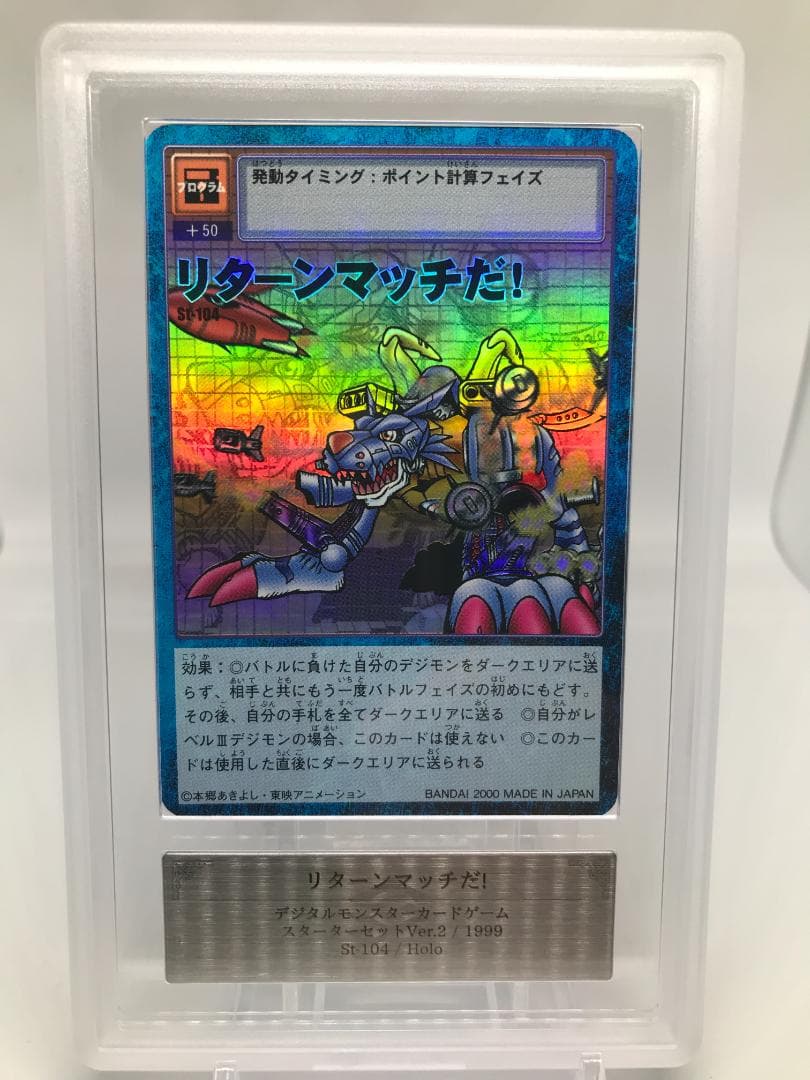 プログラム
+50
発動タイミング:ポイント計算フェイズ
リターンマッチだ!
St-104
効果:◎バトルに負けた自分のデジモンをダークエリアに送
らず、相手と共にもう一度バトルフェイズの初めにもどす。
その後、自分の手札を全てダークエリアに送る ◎自分がレ
ベルⅢデジモンの場合、このカードは使えない ◎このカー
ドは使用した直後にダークエリアに送られる
©本郷あきよし・東映アニメーション
BANDAI 2000 MADE IN JAPAN
リターンマッチだ!
デジタルモンスターカードゲーム
スターターセットVer.2 / 1999
St-104 / Holo